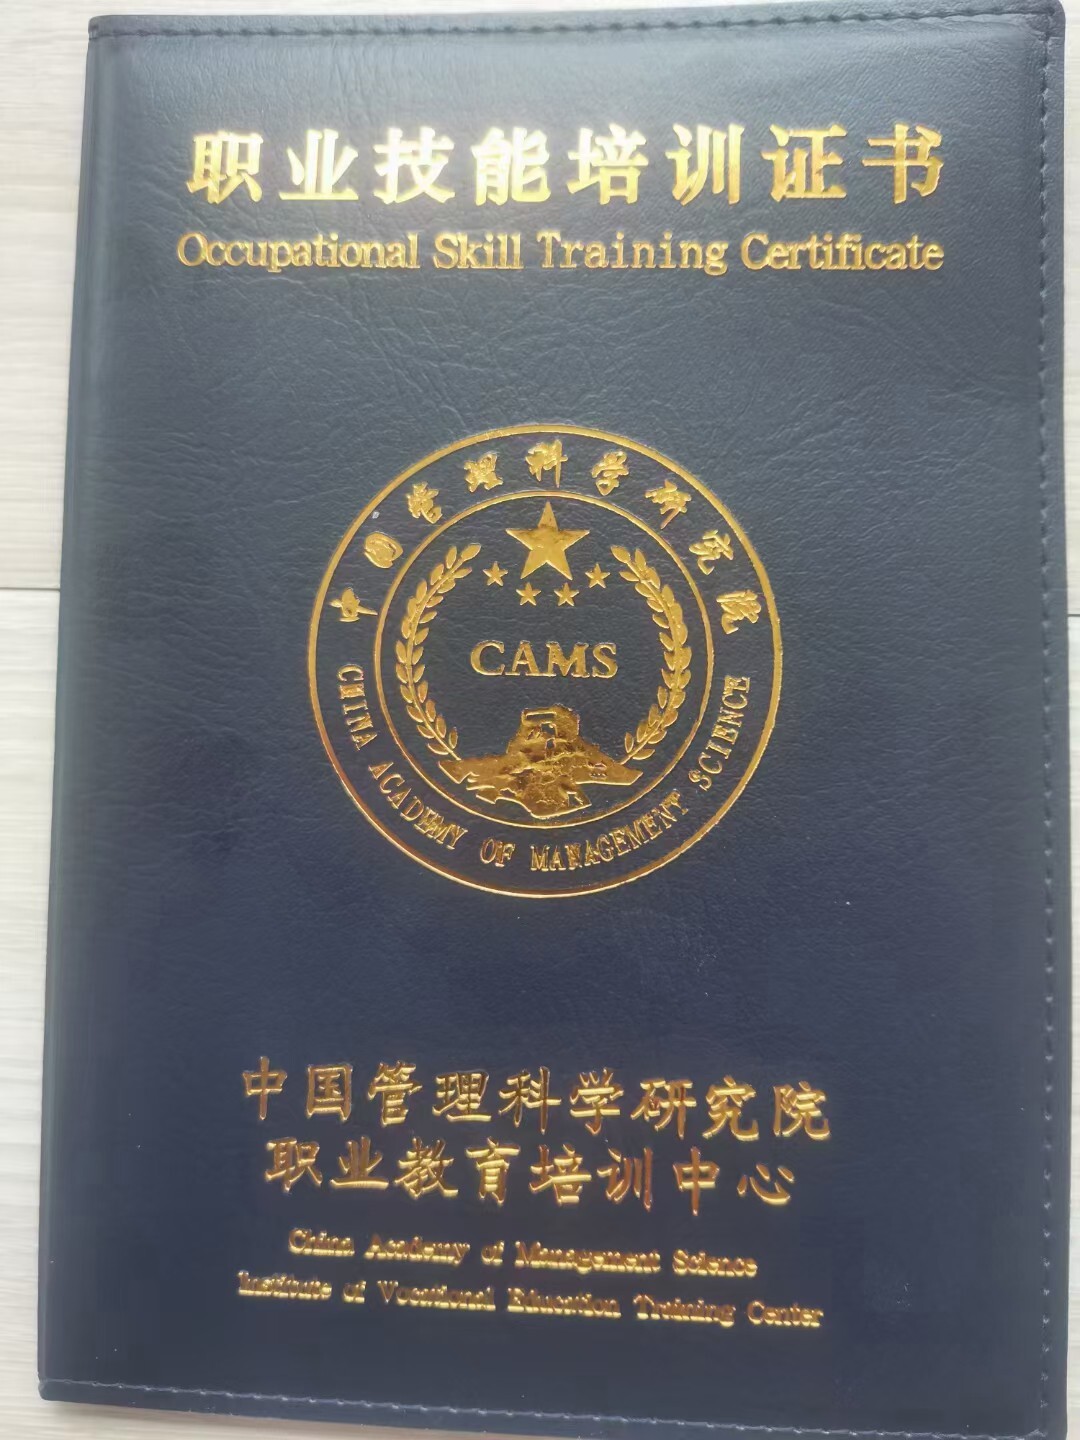 职业技能培训证书
Occupational Skill Training Certificate
中国管理科学研究院
CAMS
CHINA ACADEMY OF MANAGEMENT SCIENCE
中国管理科学研究院
职业教育培训中心
China Academy of Management Science
Institute of Vocational Education Training Center